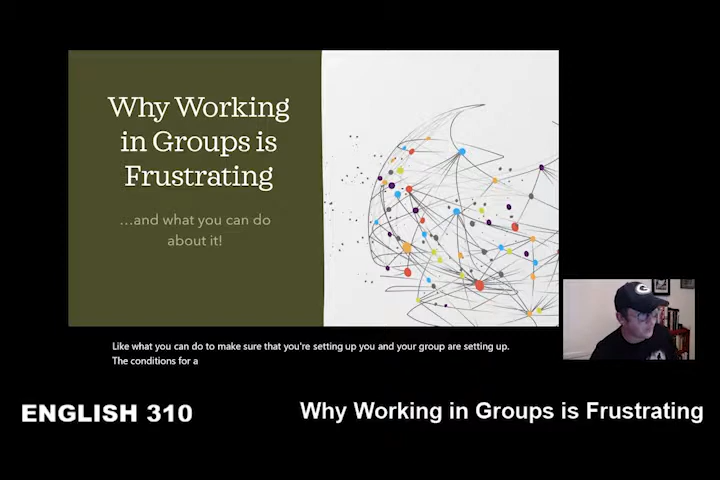 Why Working
in Groups is
Frustrating
...and what you can do
about it!
Like what you can do to make sure that you're setting up you and your group are setting up.
The conditions for a
G
ENGLISH 310
Why Working in Groups is Frustrating